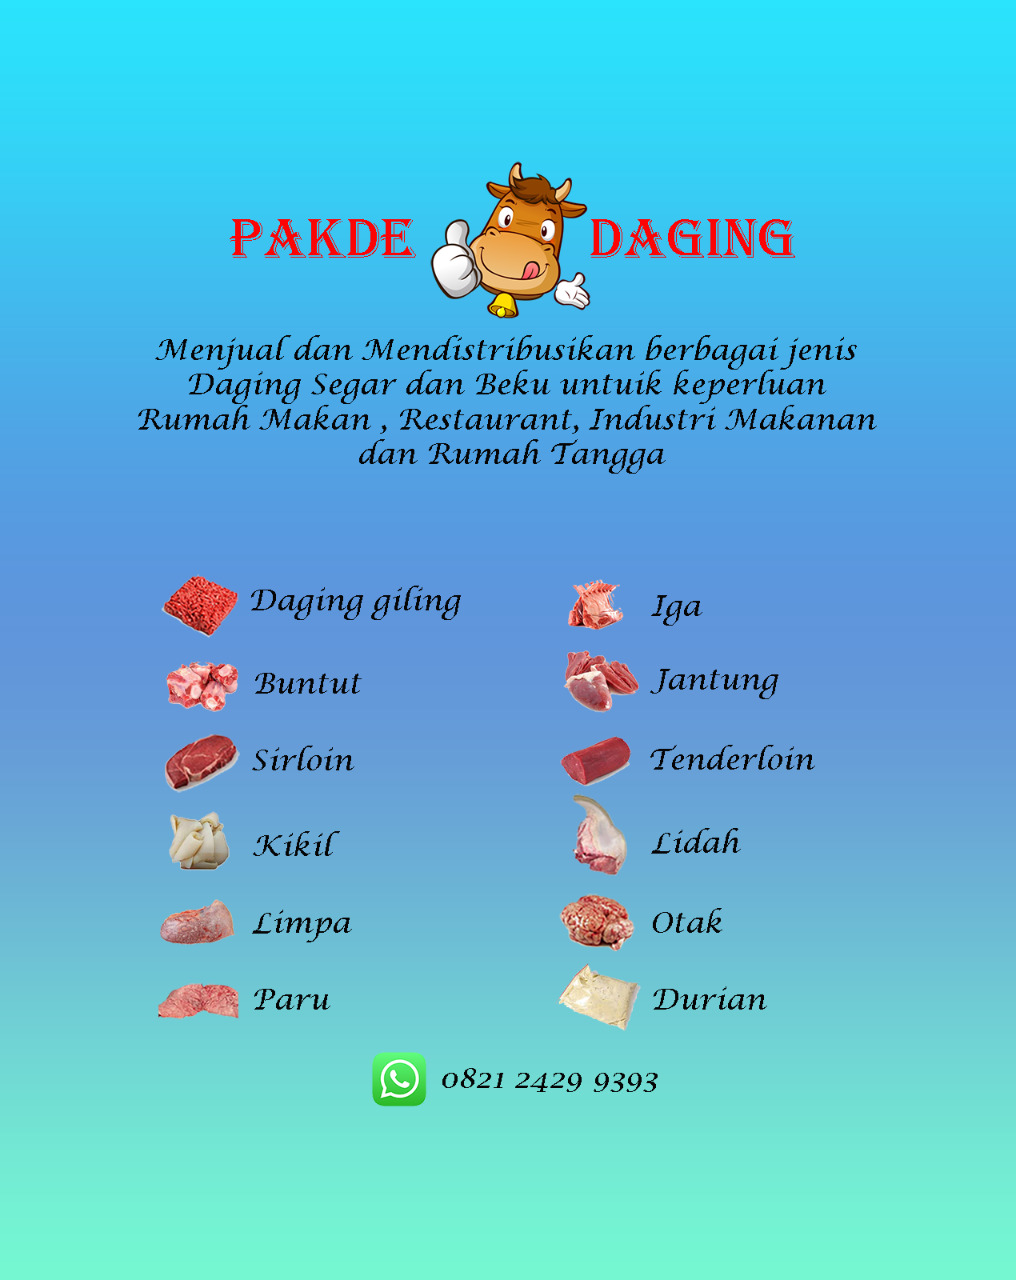 PAKDE DAGING
Menjual dan Mendistribusikan berbagai jenis
Daging Segar dan Beku untuik keperluan
Rumah Makan , Restaurant, Industri Makanan
dan Rumah Tangga
Daging giling
Iga
Buntut
Jantung
Sirloin
Tenderloin
Kikil
Lidah
Limpa
Otak
Paru
Durian
0821 2429 9393